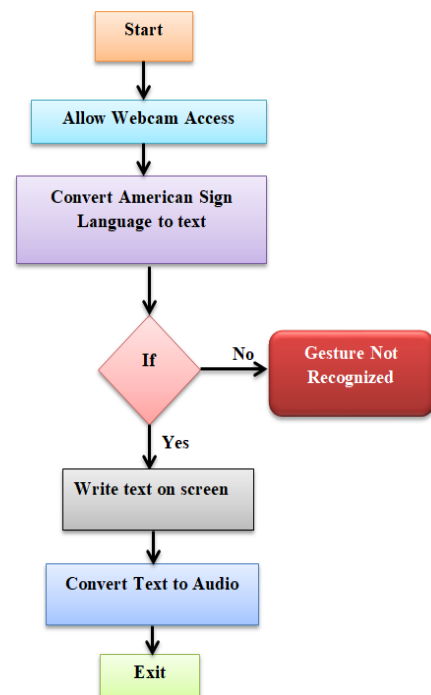 Start
Allow Webcam Access
Convert American Sign
Language to text
If
No
Gesture Not
Recognized
Yes
Write text on screen
Convert Text to Audio
Exit